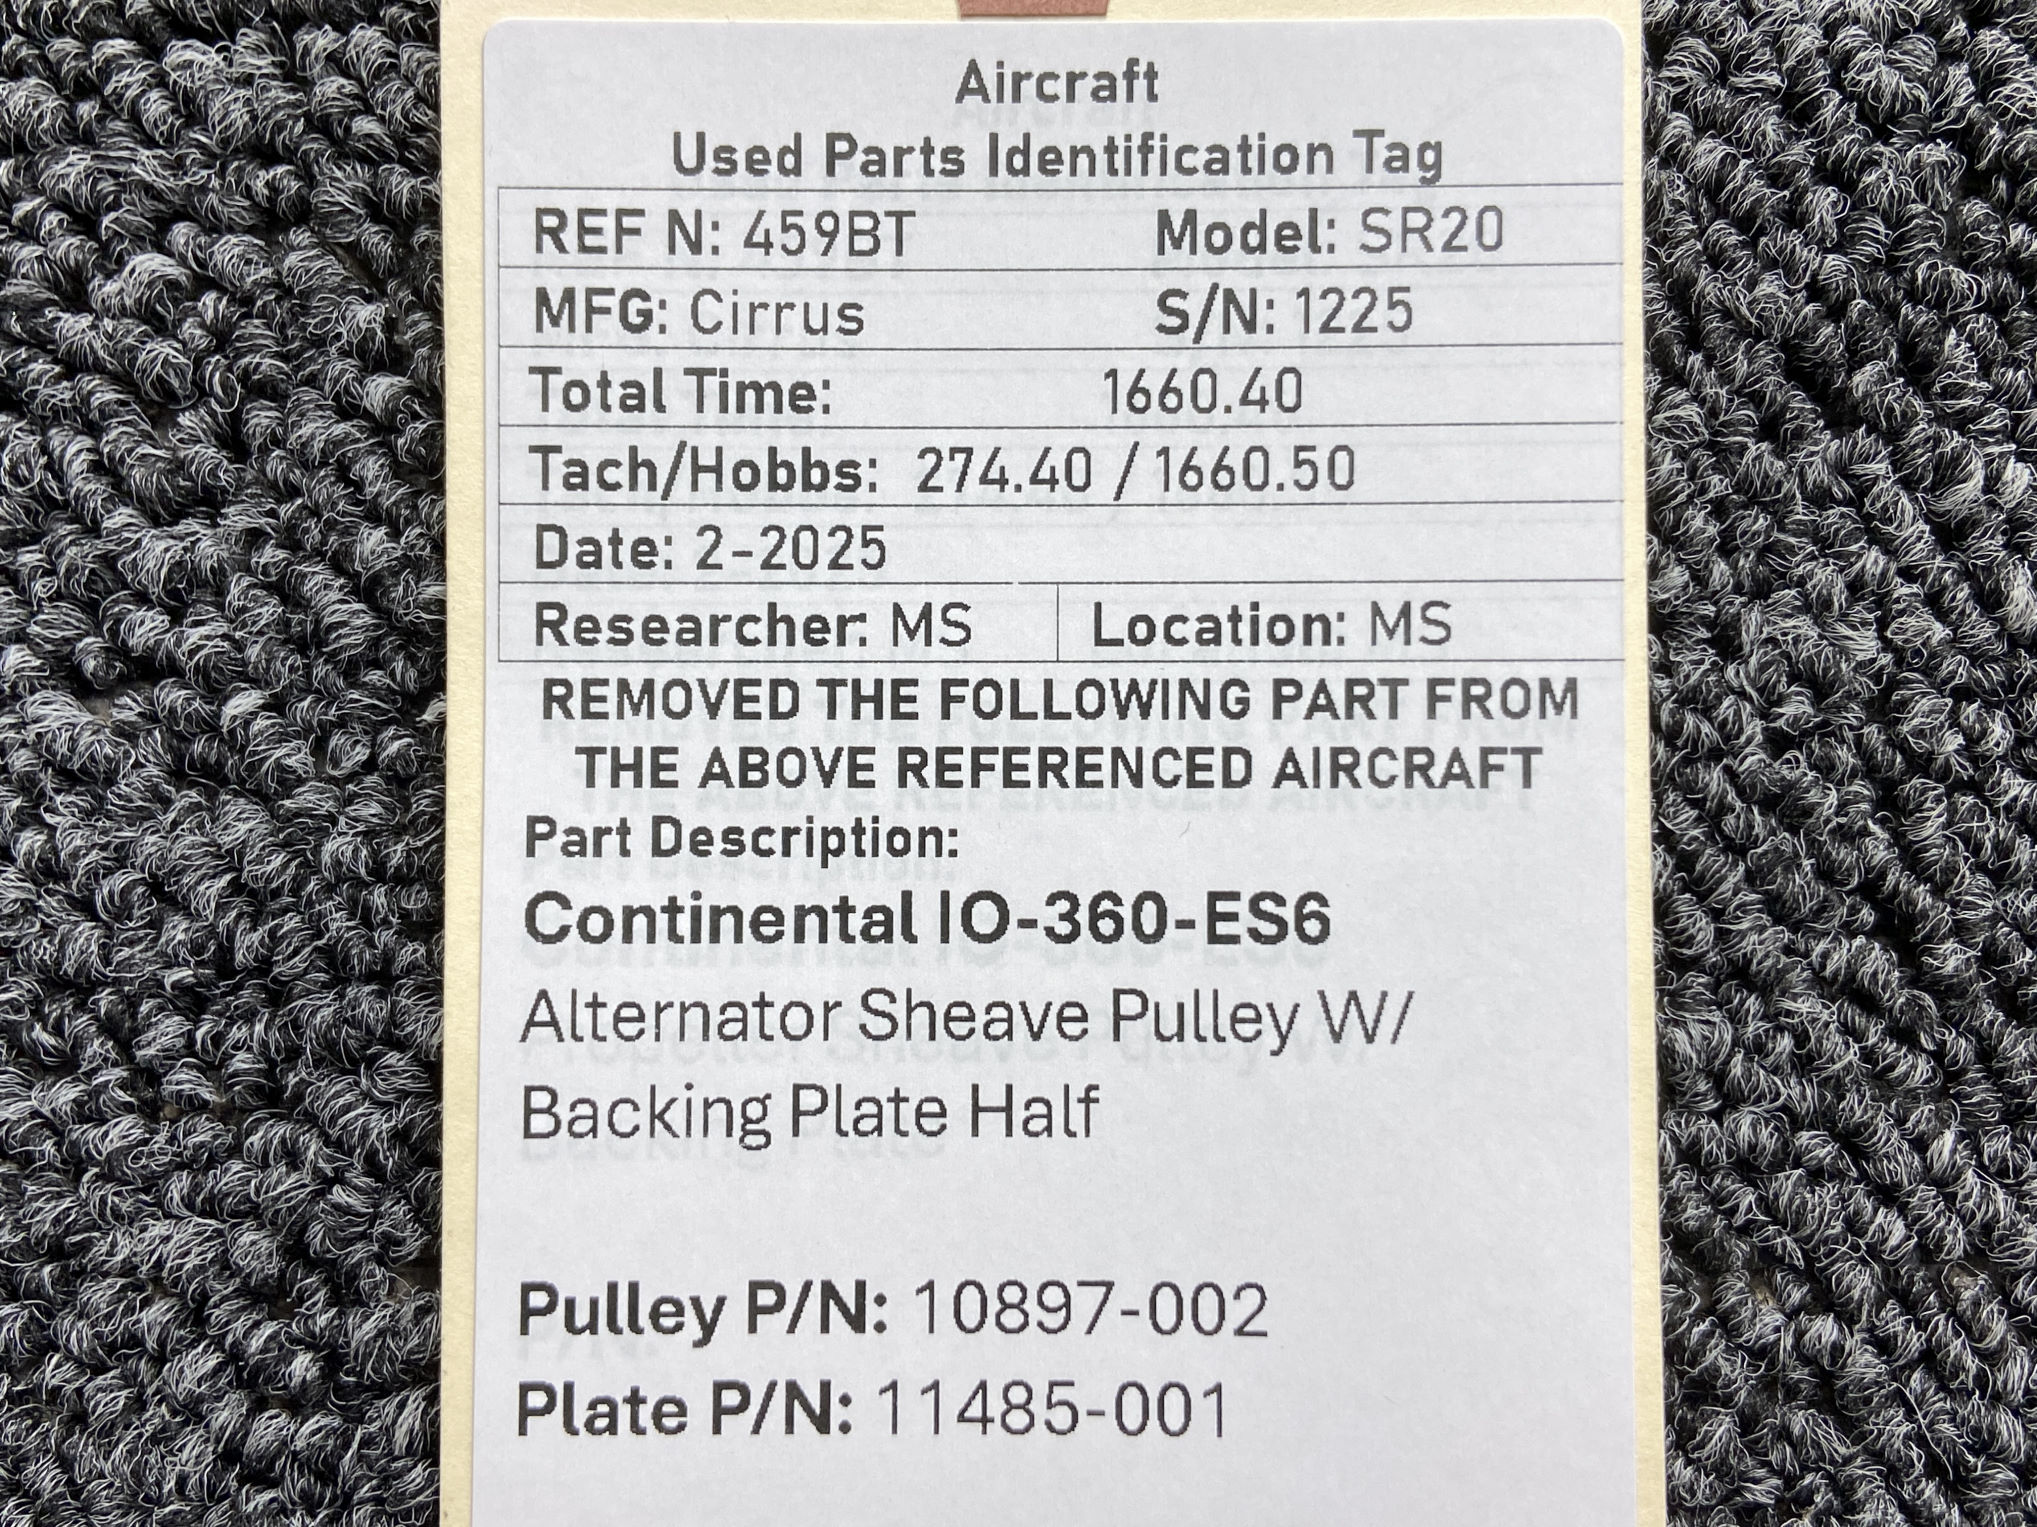 Aircraft
Used Parts Identification Tag
REF N: 459BT Model: SR20
MFG: Cirrus S/N: 1225
Total Time: 1660.40
Tach/Hobbs: 274.40 / 1660.50
Date: 2-2025
Researcher: MS Location: MS
REMOVED THE FOLLOWING PART FROM
THE ABOVE REFERENCED AIRCRAFT
Part Description:
Continental IO-360-ES6
Alternator Sheave Pulley W/
Backing Plate Half
Pulley P/N: 10897-002
Plate P/N: 11485-001